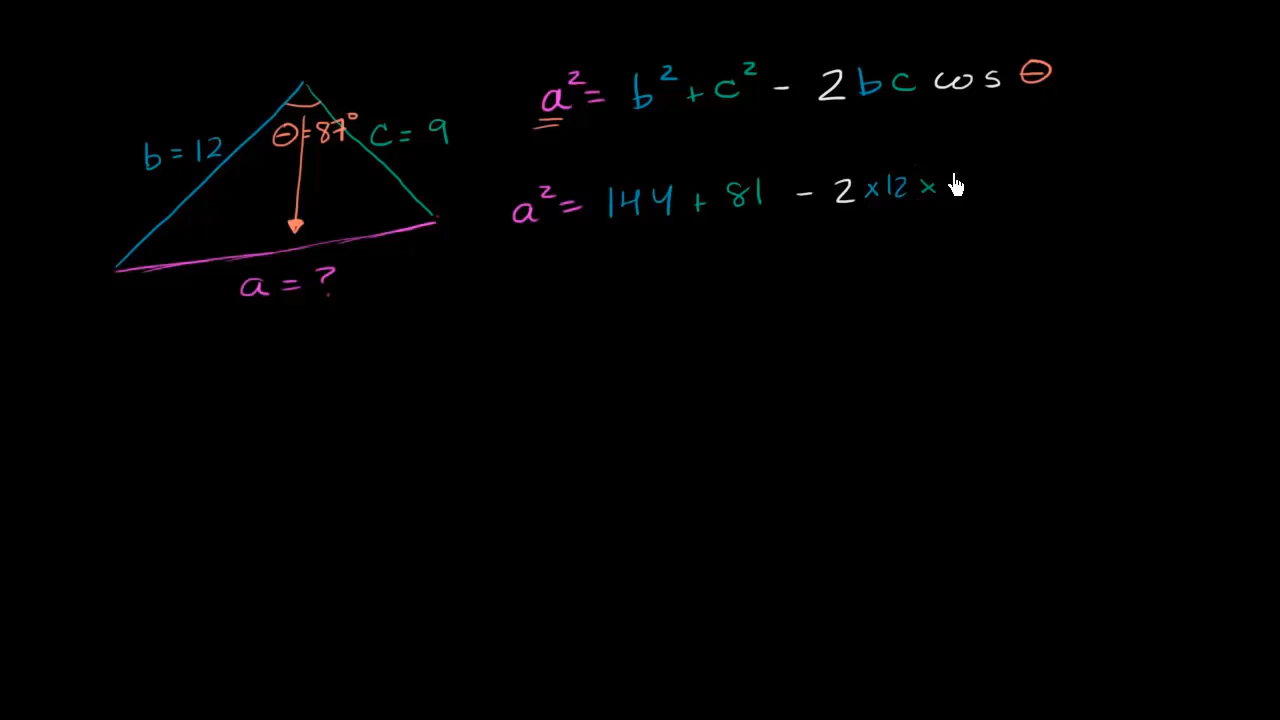 a² = b² + c² - 2bc cos θ
b = 12
θ = 87°
c = 9
a² = 144 + 81 - 2 × 12 ×
a = ?